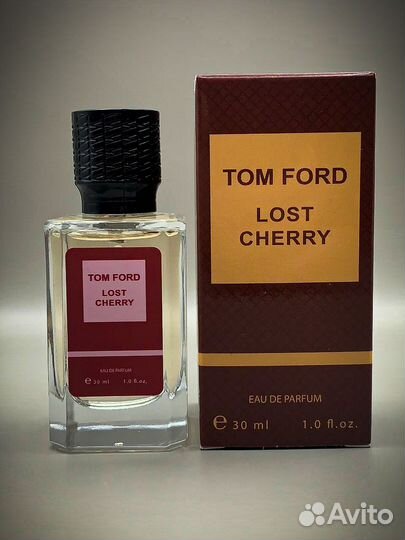 TOM FORD
LOST
CHERRY
EAU DE PARFUM
e 30 ml 1.0 fl.oz.
TOM FORD
LOST
CHERRY
EAU DE PARFUM
e 30 ml 1.0 fl.oz.
Avito